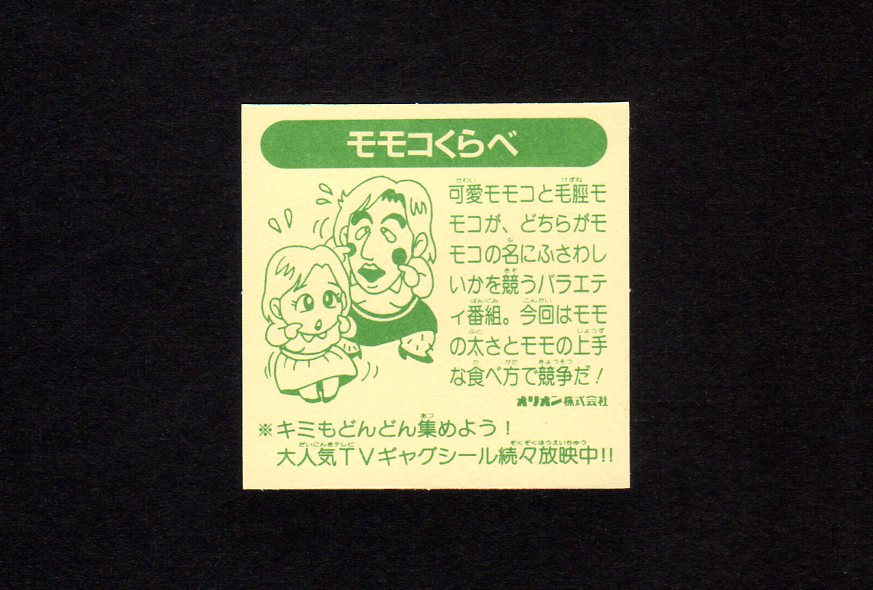 モモコくらべ
可愛モモコと毛脛モ
モコが、どちらがモ
モコの名にふさわし
いかを競うバラエテ
ィ番組。今回はモモ
の太さとモモの上手
な食べ方で競争だ!
オリオン株式会社
※キミもどんどん集めよう!
大人気TVギャグシール続々放映中!!